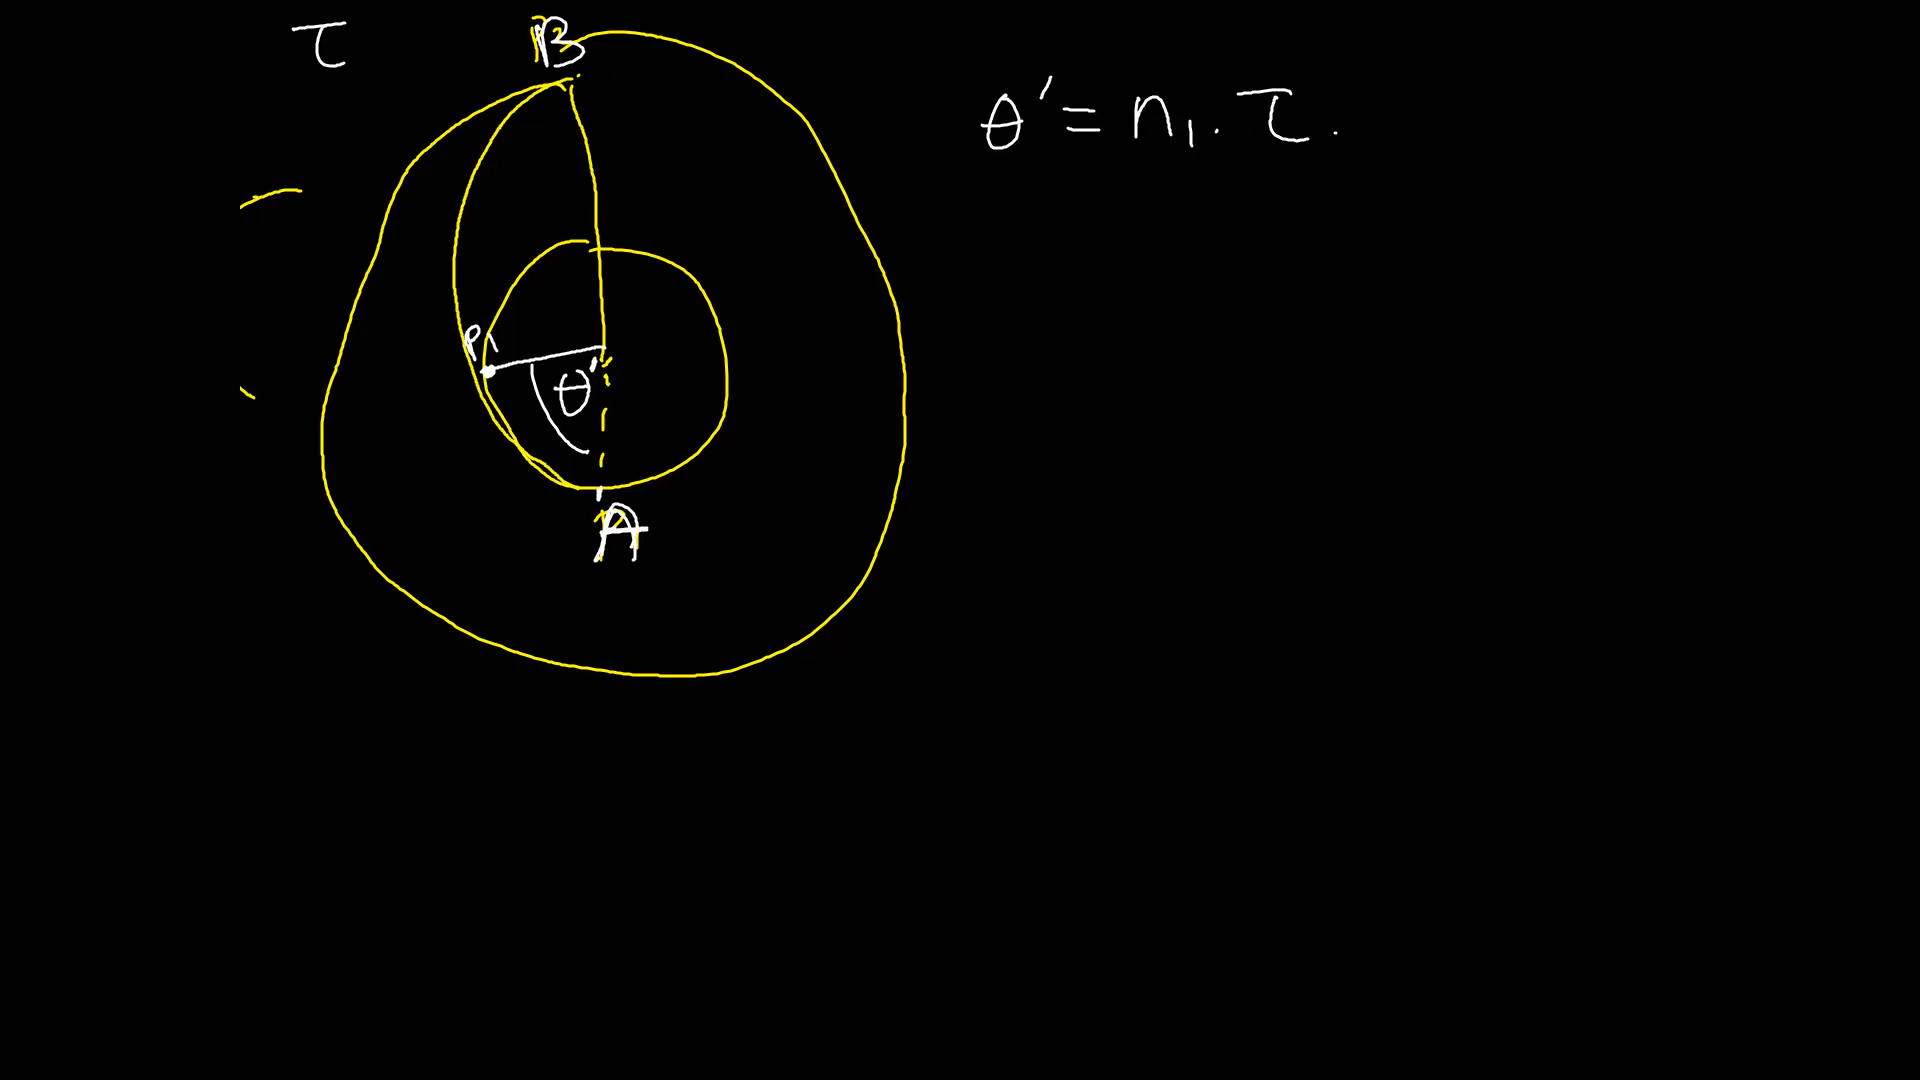 τ
B
θ' = n₁ . τ .
P₁
θ'
A